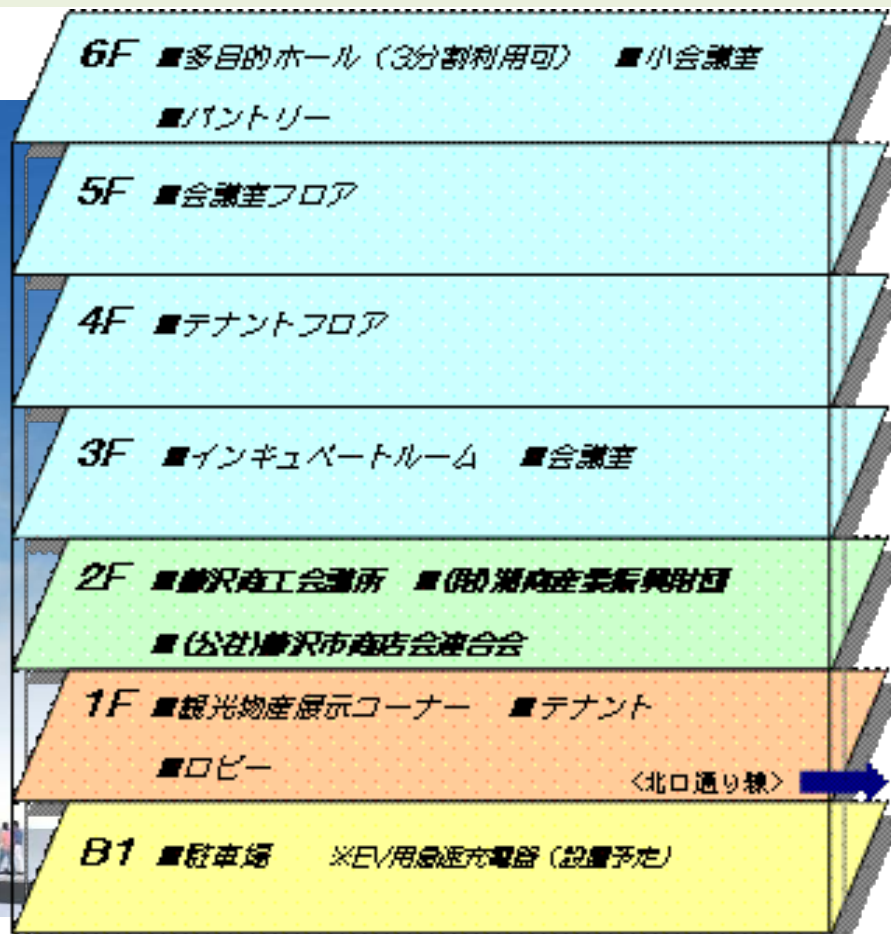 6F ■多目的ホール（3分割利用可） ■小会議室
■パントリー
5F ■会議室フロア
4F ■テナントフロア
3F ■インキュベートルーム ■会議室
2F ■藤沢商工会議所 ■(財)湘南産業振興財団
■(公社)藤沢市商店会連合会
1F ■観光物産展示コーナー ■テナント
■ロビー
<北口通り線>
B1 ■駐車場 ※EV用急速充電器（設置予定）